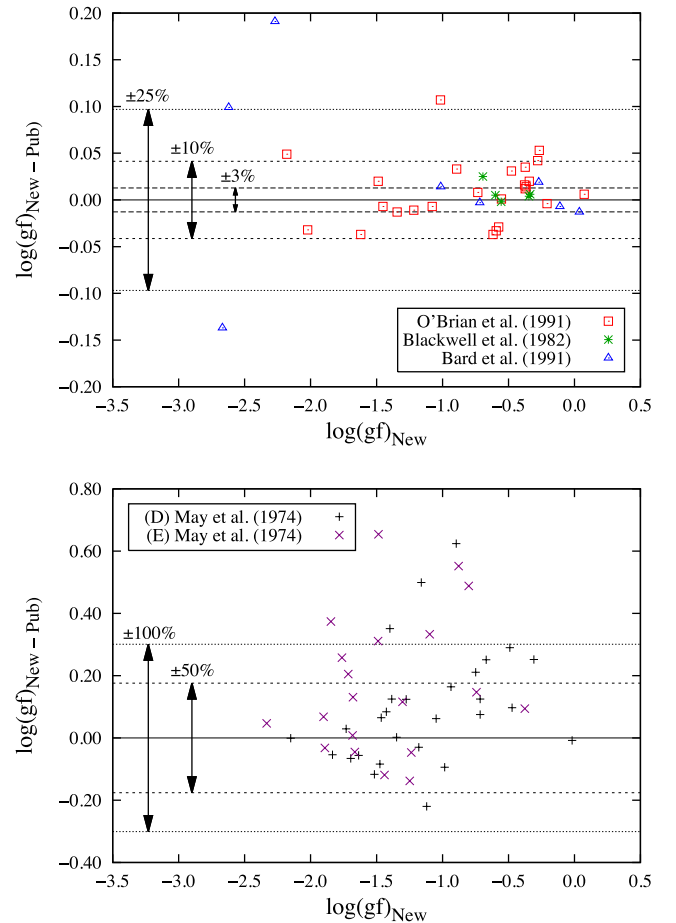 0.20
0.15
0.10
0.05
0.00
−0.05
−0.10
−0.15
−0.20
log(gf)New − Pub)
±25%
±10%
±3%
O'Brian et al. (1991)
Blackwell et al. (1982)
Bard et al. (1991)
−3.5 −3.0 −2.5 −2.0 −1.5 −1.0 −0.5 0.0 0.5
log(gf)New
0.80
0.60
0.40
0.20
0.00
−0.20
−0.40
log(gf)New − Pub)
(D) May et al. (1974)
(E) May et al. (1974)
±100%
±50%
−3.5 −3.0 −2.5 −2.0 −1.5 −1.0 −0.5 0.0 0.5
log(gf)New